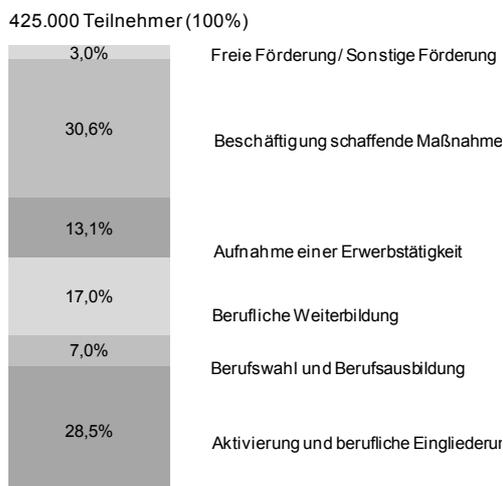 425.000 Teilnehmer (100%)
3,0% Freie Förderung/ Sonstige Förderung
30,6% Beschäftigung schaffende Maßnahme
13,1% Aufnahme einer Erwerbstätigkeit
17,0% Berufliche Weiterbildung
7,0% Berufswahl und Berufsausbildung
28,5% Aktivierung und berufliche Eingliederun